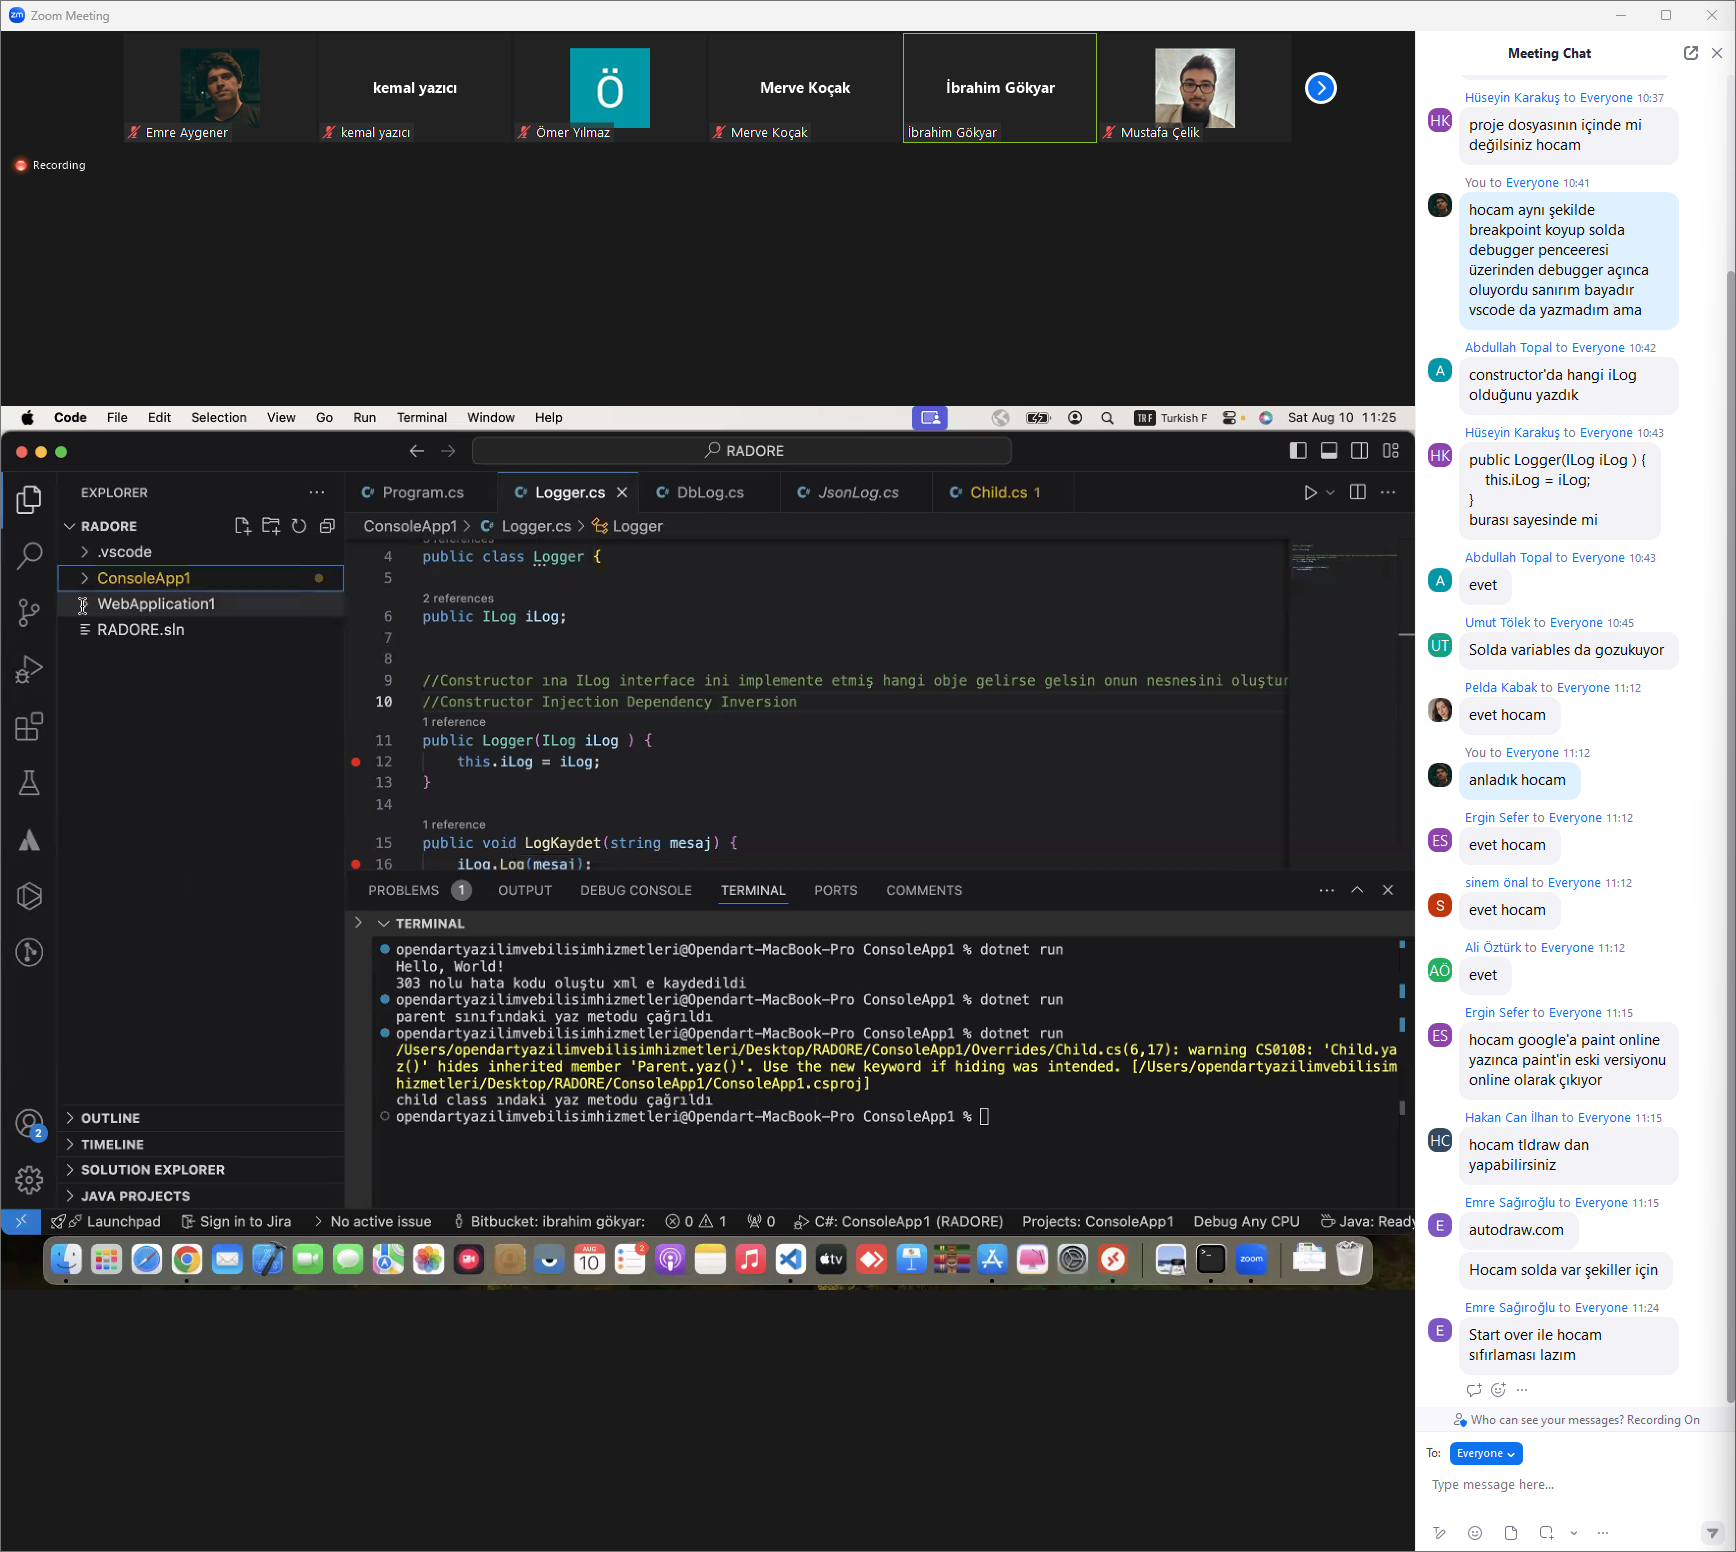 Zoom Meeting
Emre Aygener
kemal yazıcı
kemal yazıcı
Ö
Ömer Yılmaz
Merve Koçak
Merve Koçak
İbrahim Gökyar
İbrahim Gökyar
Mustafa Çelik
Recording
Code File Edit Selection View Go Run Terminal Window Help
TR F Turkish F Sat Aug 10 11:25
RADORE
EXPLORER
RADORE
.vscode
ConsoleApp1
WebApplication1
RADORE.sln
OUTLINE
TIMELINE
SOLUTION EXPLORER
JAVA PROJECTS
2
Program.cs Logger.cs DbLog.cs JsonLog.cs Child.cs 1
ConsoleApp1 > Logger.cs > Logger
4 public class Logger {
5
2 references
6 public ILog iLog;
7
8
9 //Constructor ına ILog interface ini implemente etmiş hangi obje gelirse gelsin onun nesnesini oluştur
10 //Constructor Injection Dependency Inversion
1 reference
11 public Logger(ILog iLog ) {
12 this.iLog = iLog;
13 }
14
1 reference
15 public void LogKaydet(string mesaj) {
16 iLog.Log(mesaj);
PROBLEMS 1 OUTPUT DEBUG CONSOLE TERMINAL PORTS COMMENTS
TERMINAL
opendartyazilimvebilisimhizmetleri@Opendart-MacBook-Pro ConsoleApp1 % dotnet run
Hello, World!
303 nolu hata kodu oluştu xml e kaydedildi
opendartyazilimvebilisimhizmetleri@Opendart-MacBook-Pro ConsoleApp1 % dotnet run
parent sınıfındaki yaz metodu çağrıldı
opendartyazilimvebilisimhizmetleri@Opendart-MacBook-Pro ConsoleApp1 % dotnet run
/Users/opendartyazilimvebilisimhizmetleri/Desktop/RADORE/ConsoleApp1/Overrides/Child.cs(6,17): warning CS0108: 'Child.ya
z()' hides inherited member 'Parent.yaz()'. Use the new keyword if hiding was intended. [/Users/opendartyazilimvebilisim
hizmetleri/Desktop/RADORE/ConsoleApp1/ConsoleApp1.csproj]
child class ındaki yaz metodu çağrıldı
opendartyazilimvebilisimhizmetleri@Opendart-MacBook-Pro ConsoleApp1 %
Launchpad Sign in to Jira No active issue Bitbucket: ibrahim gökyar: 0 1 0 C#: ConsoleApp1 (RADORE) Projects: ConsoleApp1 Debug Any CPU Java: Ready
AUG
10
2
tv
zoom
Meeting Chat
Hüseyin Karakuş to Everyone 10:37
HK
proje dosyasının içinde mi
değilsiniz hocam
You to Everyone 10:41
hocam aynı şekilde
breakpoint koyup solda
debugger penceeresi
üzerinden debugger açınca
oluyordu sanırım bayadır
vscode da yazmadım ama
Abdullah Topal to Everyone 10:42
A
constructor'da hangi iLog
olduğunu yazdık
Hüseyin Karakuş to Everyone 10:43
HK
public Logger(ILog iLog ) {
this.iLog = iLog;
}
burası sayesinde mi
Abdullah Topal to Everyone 10:43
A
evet
Umut Tölek to Everyone 10:45
UT
Solda variables da gozukuyor
Pelda Kabak to Everyone 11:12
evet hocam
You to Everyone 11:12
anladık hocam
Ergin Sefer to Everyone 11:12
ES
evet hocam
sinem önal to Everyone 11:12
S
evet hocam
Ali Öztürk to Everyone 11:12
AÖ
evet
Ergin Sefer to Everyone 11:15
ES
hocam google'a paint online
yazınca paint'in eski versiyonu
online olarak çıkıyor
Hakan Can İlhan to Everyone 11:15
HC
hocam tldraw dan
yapabilirsiniz
Emre Sağıroğlu to Everyone 11:15
E
autodraw.com
Hocam solda var şekiller için
Emre Sağıroğlu to Everyone 11:24
E
Start over ile hocam
sıfırlaması lazım
Who can see your messages? Recording On
To: Everyone
Type message here...